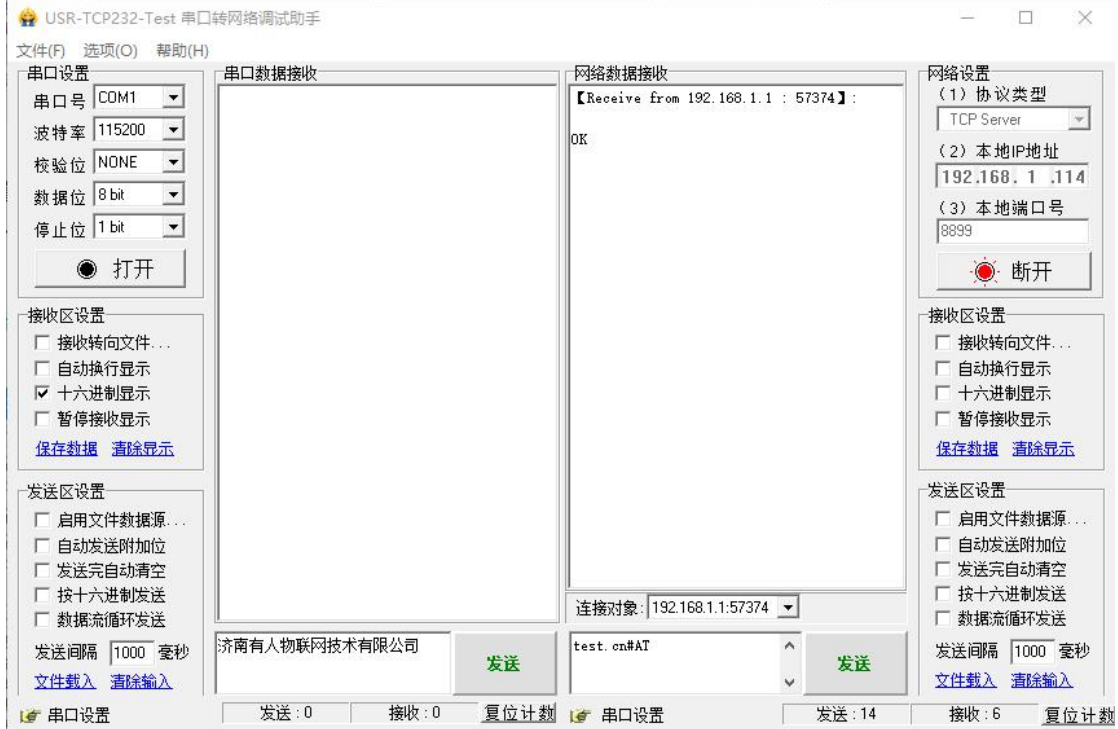 USR-TCP232-Test 串口转网络调试助手
文件(F) 选项(O) 帮助(H)
串口设置
串口号 COM1
波特率 115200
校验位 NONE
数据位 8 bit
停止位 1 bit
打开
接收区设置
接收转向文件...
自动换行显示
十六进制显示
暂停接收显示
保存数据 清除显示
发送区设置
启用文件数据源...
自动发送附加位
发送完自动清空
按十六进制发送
数据流循环发送
发送间隔 1000 毫秒
文件载入 清除输入
串口数据接收
济南有人物联网技术有限公司
发送
网络数据接收
【Receive from 192.168.1.1 : 57374】:
OK
连接对象: 192.168.1.1:57374
test.cn#AT
发送
网络设置
(1) 协议类型
TCP Server
(2) 本地IP地址
192.168. 1 .114
(3) 本地端口号
8899
断开
接收区设置
接收转向文件...
自动换行显示
十六进制显示
暂停接收显示
保存数据 清除显示
发送区设置
启用文件数据源...
自动发送附加位
发送完自动清空
按十六进制发送
数据流循环发送
发送间隔 1000 毫秒
文件载入 清除输入
串口设置 发送:0 接收:0 复位计数 串口设置 发送:14 接收:6 复位计数